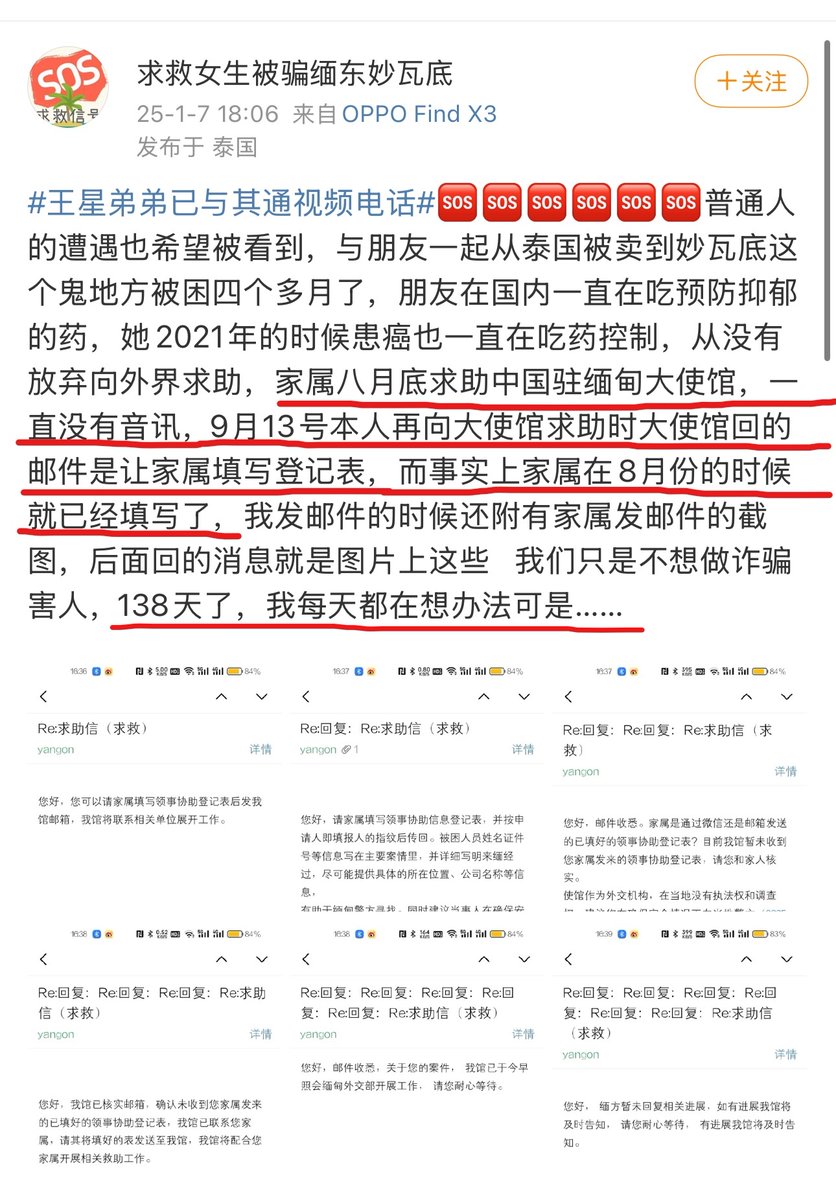 SOS
求救信号
求救女生被骗缅东妙瓦底
+关注
25-1-7 18:06 来自 OPPO Find X3
发布于 泰国
#王星弟弟已与其通视频电话#🆘🆘🆘🆘🆘🆘普通人
的遭遇也希望被看到，与朋友一起从泰国被卖到妙瓦底这
个鬼地方被困四个多月了，朋友在国内一直在吃预防抑郁
的药，她2021年的时候患癌也一直在吃药控制，从没有
放弃向外界求助，家属八月底求助中国驻缅甸大使馆，一
直没有音讯，9月13号本人再向大使馆求助时大使馆回的
邮件是让家属填写登记表，而事实上家属在8月份的时候
就已经填写了，我发邮件的时候还附有家属发邮件的截
图，后面回的消息就是图片上这些 我们只是不想做诈骗
害人，138天了，我每天都在想办法可是……
16:36
84%
Re:求助信（求救）
yangon
详情
您好，您可以请家属填写领事协助登记表后发我
馆邮箱，我馆将联系相关单位展开工作。
16:37
84%
Re:回复：Re:求助信（求救）
yangon 1
详情
您好，请家属填写领事协助信息登记表，并按申
请人即填报人的指纹后传回。被困人员姓名证件
号等信息写在主要案情里，并详细写明来缅经
过，尽可能提供具体的所在位置、公司名称等信
息，
有助于缅甸警方寻找。同时建议当事人在确保安
16:37
84%
Re:回复：Re:回复：Re:求助信（求
救）
yangon
详情
您好，邮件收悉。家属是通过微信还是邮箱发送
的已填好的领事协助登记表？目前我馆暂未收到
您家属发来的领事协助登记表，请您和家人核
实。
使馆作为外交机构，在当地没有执法权和调查
16:38
84%
Re:回复：Re:回复：Re:回复：Re:求助
信（求救）
yangon
详情
您好，我馆已核实邮箱，确认未收到您家属发来
的已填好的领事协助登记表，我馆已联系您家
属，请其将填好的表发送至我馆，我馆将配合您
家属开展相关救助工作。
16:38
84%
Re:回复：Re:回复：Re:回复：Re:回
复：Re:回复：Re:求助信（求救）
yangon
详情
您好，邮件收悉，关于您的案件， 我馆已于今早
照会缅甸外交部开展工作， 请您耐心等待。
16:39
83%
Re:回复：Re:回复：Re:回复：Re:回
复：Re:回复：Re:回复：Re:求助信
（求救）
yangon
详情
您好， 缅方暂未回复相关进展，如有进展我馆将
及时告知， 请您耐心等待， 有进展我馆将及时告
知。